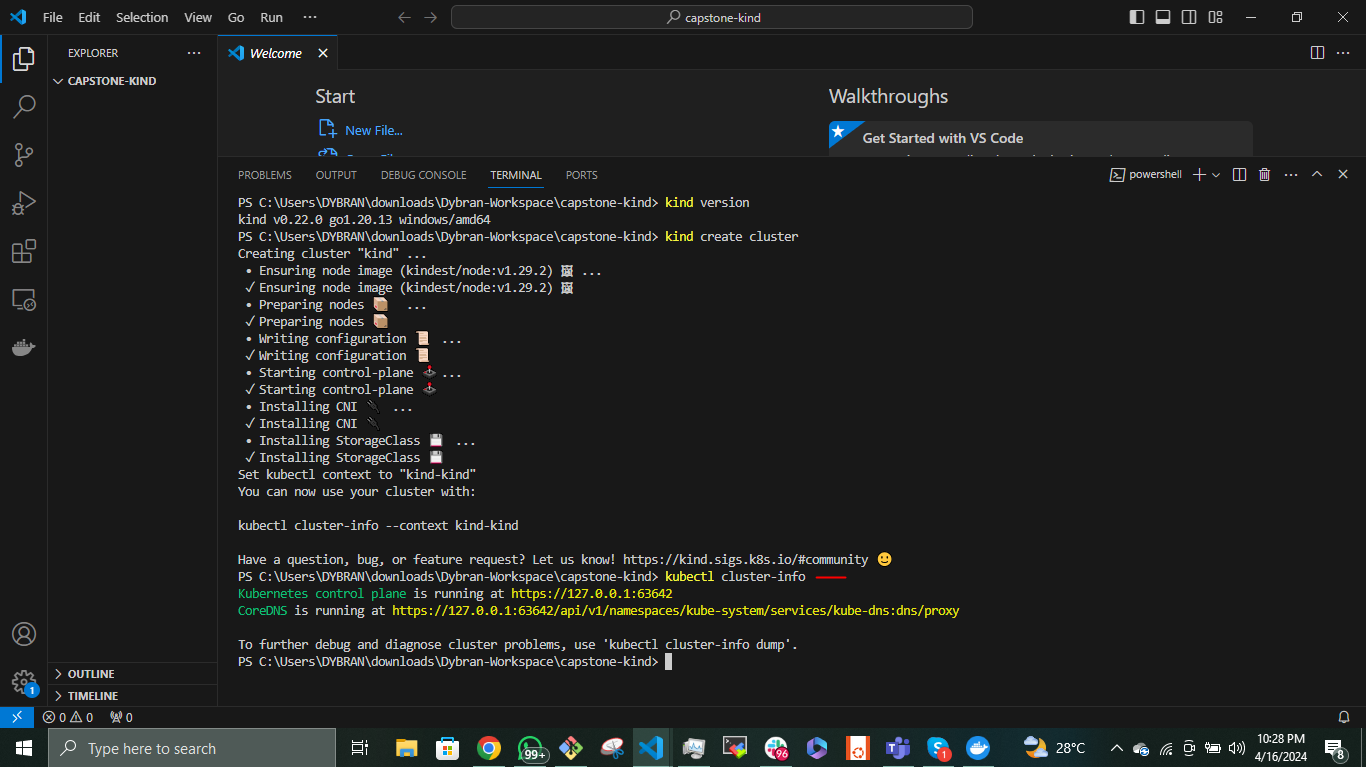 File Edit Selection View Go Run ···
capstone-kind
EXPLORER ···
CAPSTONE-KIND
Welcome
Start
New File...
Walkthroughs
Get Started with VS Code
PROBLEMS OUTPUT DEBUG CONSOLE TERMINAL PORTS
powershell
PS C:\Users\DYBRAN\downloads\Dybran-Workspace\capstone-kind> kind version
kind v0.22.0 go1.20.13 windows/amd64
PS C:\Users\DYBRAN\downloads\Dybran-Workspace\capstone-kind> kind create cluster
Creating cluster "kind" ...
• Ensuring node image (kindest/node:v1.29.2) 🖼 ...
✓ Ensuring node image (kindest/node:v1.29.2) 🖼
• Preparing nodes 📦 ...
✓ Preparing nodes 📦
• Writing configuration 📜 ...
✓ Writing configuration 📜
• Starting control-plane 🕹️ ...
✓ Starting control-plane 🕹️
• Installing CNI 🔌 ...
✓ Installing CNI 🔌
• Installing StorageClass 💾 ...
✓ Installing StorageClass 💾
Set kubectl context to "kind-kind"
You can now use your cluster with:
kubectl cluster-info --context kind-kind
Have a question, bug, or feature request? Let us know! https://kind.sigs.k8s.io/#community 🙂
PS C:\Users\DYBRAN\downloads\Dybran-Workspace\capstone-kind> kubectl cluster-info
Kubernetes control plane is running at https://127.0.0.1:63642
CoreDNS is running at https://127.0.0.1:63642/api/v1/namespaces/kube-system/services/kube-dns:dns/proxy
To further debug and diagnose cluster problems, use 'kubectl cluster-info dump'.
PS C:\Users\DYBRAN\downloads\Dybran-Workspace\capstone-kind>
OUTLINE
TIMELINE
1
0 0 0
Type here to search
99+
96
1
28°C
10:28 PM
4/16/2024
8